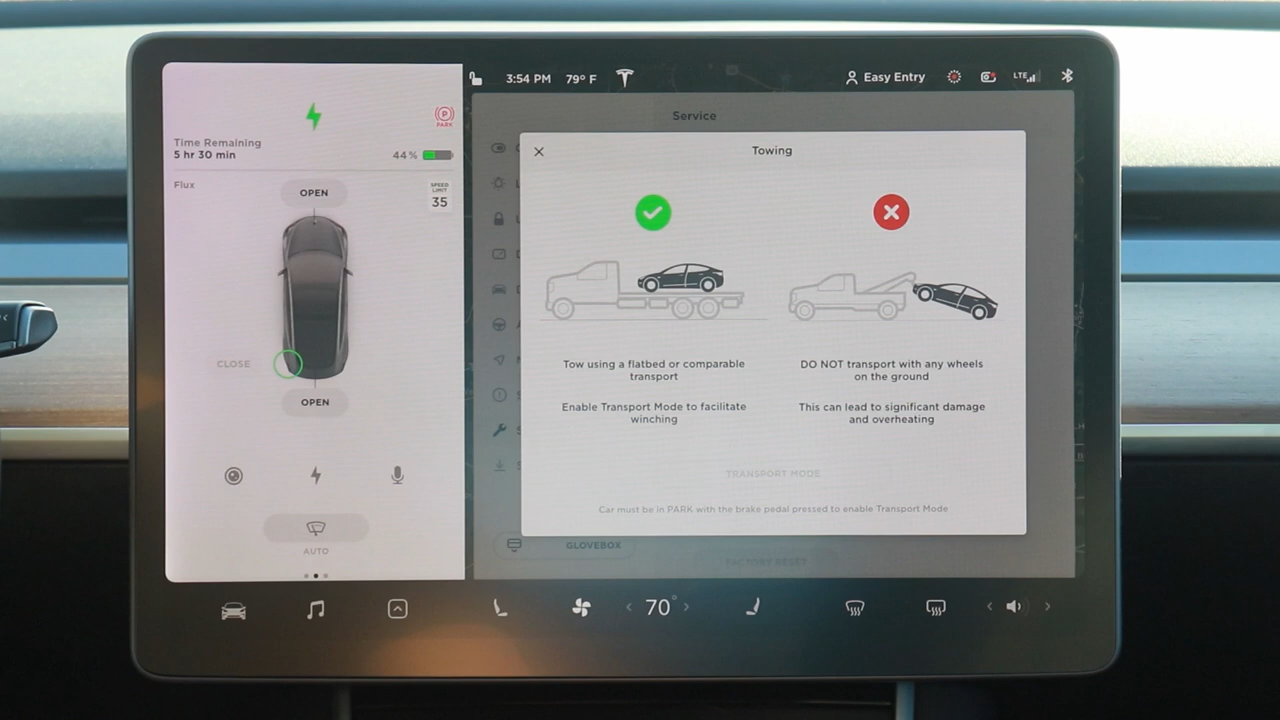 3:54 PM 79° F
Easy Entry
LTE
P
PARK
Time Remaining
5 hr 30 min
44 %
Flux
SPEED
LIMIT
35
OPEN
CLOSE
OPEN
AUTO
Service
Towing
Tow using a flatbed or comparable
transport
Enable Transport Mode to facilitate
winching
DO NOT transport with any wheels
on the ground
This can lead to significant damage
and overheating
TRANSPORT MODE
Car must be in PARK with the brake pedal pressed to enable Transport Mode
GLOVEBOX
FACTORY RESET
70°